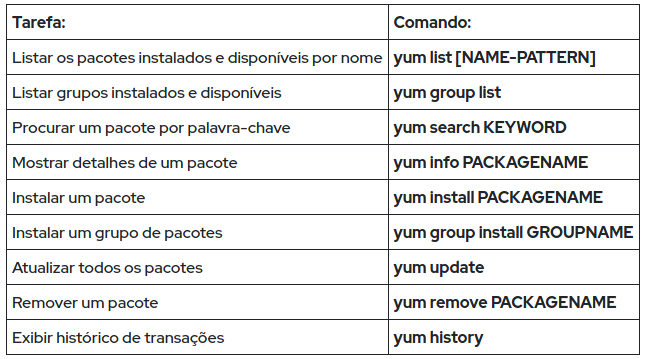 Tarefa: Comando:
Listar os pacotes instalados e disponíveis por nome yum list [NAME-PATTERN]
Listar grupos instalados e disponíveis yum group list
Procurar um pacote por palavra-chave yum search KEYWORD
Mostrar detalhes de um pacote yum info PACKAGENAME
Instalar um pacote yum install PACKAGENAME
Instalar um grupo de pacotes yum group install GROUPNAME
Atualizar todos os pacotes yum update
Remover um pacote yum remove PACKAGENAME
Exibir histórico de transações yum history